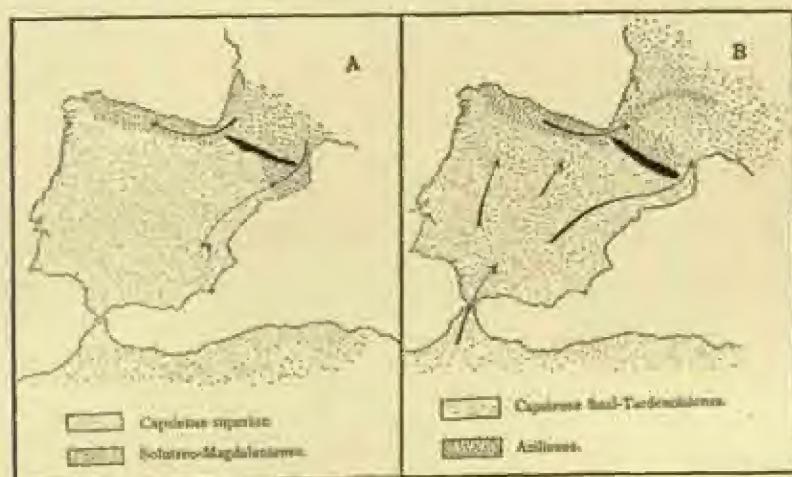 A
B
Capsiense superior.
Solutreo-Magdaleniense.
Capsiense final-Tardenoisiense.
Aziliense.